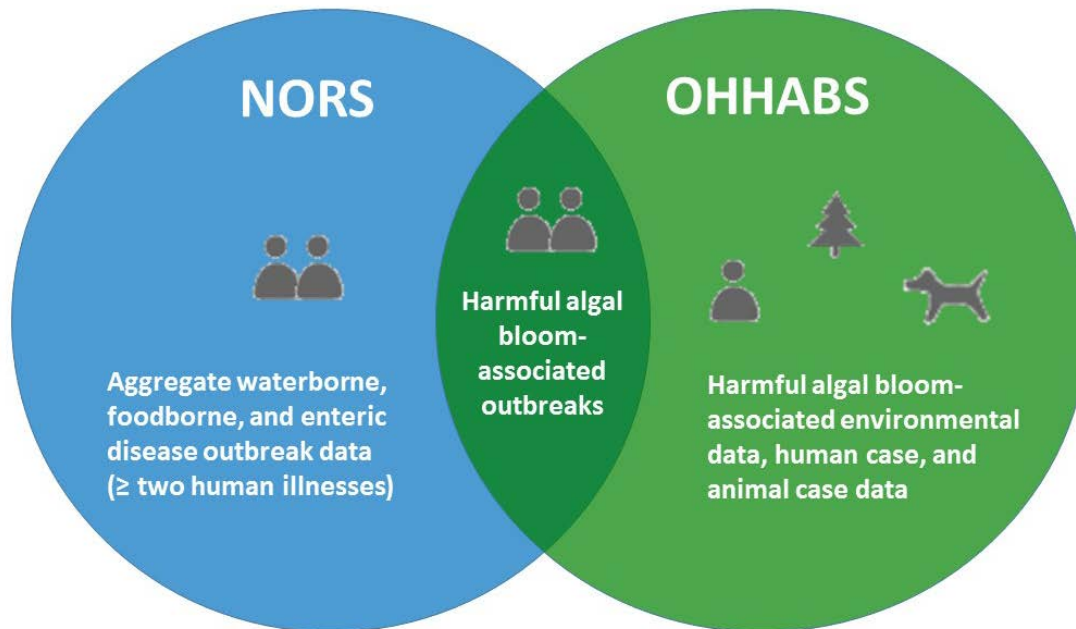 NORS
Aggregate waterborne,
foodborne, and enteric
disease outbreak data
(≥ two human illnesses)
Harmful algal
bloom-
associated
outbreaks
OHHABS
Harmful algal bloom-
associated environmental
data, human case, and
animal case data